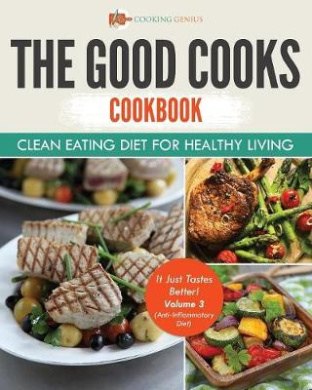 COOKING GENIUS
THE GOOD COOKS
COOKBOOK
CLEAN EATING DIET FOR HEALTHY LIVING
It Just Tastes
Better!
Volume 3
(Anti-Inflammatory
Diet)